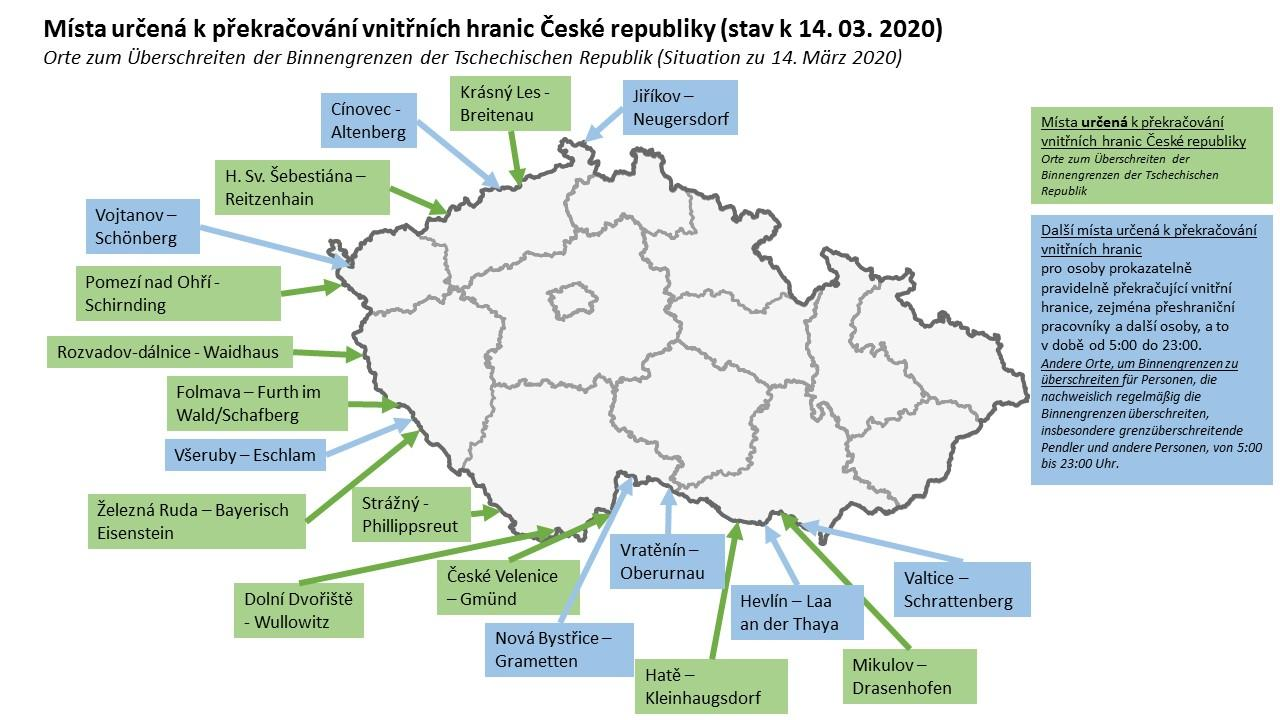 Místa určená k překračování vnitřních hranic České republiky (stav k 14. 03. 2020)
Orte zum Überschreiten der Binnengrenzen der Tschechischen Republik (Situation zu 14. März 2020)
Krásný Les -
Breitenau
Jiříkov –
Neugersdorf
Cínovec -
Altenberg
H. Sv. Šebestiána –
Reitzenhain
Vojtanov –
Schönberg
Pomezí nad Ohří -
Schirnding
Rozvadov-dálnice - Waidhaus
Folmava – Furth im
Wald/Schafberg
Všeruby – Eschlam
Železná Ruda – Bayerisch
Eisenstein
Strážný -
Phillippsreut
Dolní Dvořiště
- Wullowitz
České Velenice
– Gmünd
Nová Bystřice –
Grametten
Vratěnín –
Oberurnau
Hatě –
Kleinhaugsdorf
Hevlín – Laa
an der Thaya
Mikulov –
Drasenhofen
Valtice –
Schrattenberg
Místa určená k překračování
vnitřních hranic České republiky
Orte zum Überschreiten der
Binnengrenzen der Tschechischen
Republik
Další místa určená k překračování
vnitřních hranic
pro osoby prokazatelně
pravidelně překračující vnitřní
hranice, zejména přeshraniční
pracovníky a další osoby, a to
v době od 5:00 do 23:00.
Andere Orte, um Binnengrenzen zu
überschreiten für Personen, die
nachweislich regelmäßig die
Binnengrenzen überschreiten,
insbesondere grenzüberschreitende
Pendler und andere Personen, von 5:00
bis 23:00 Uhr.